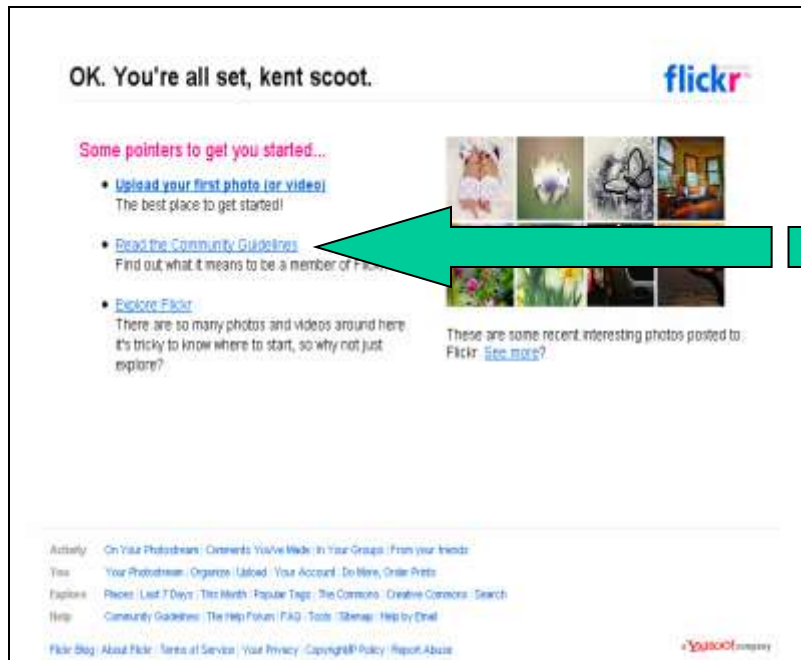 OK. You're all set, kent scoot.
flickr
Some pointers to get you started...
• Upload your first photo (or video)
The best place to get started!
• Read the Community Guidelines
Find out what it means to be a member of
• Explore Flickr
There are so many photos and videos around here
it's tricky to know where to start, so why not just
explore?
These are some recent interesting photos posted to
Flickr. See more?
Activity On Your Photostream | Comments You've Made | In Your Groups | From your friends
You Your Photostream | Organize | Upload | Your Account | Do More, Order Prints
Explore Places | Last 7 Days | This Month | Popular Tags | The Commons | Creative Commons | Search
Help Community Guidelines | The Help Forum | FAQ | Tools | Sitemap | Help by Email
Flickr Blog | About Flickr | Terms of Service | Your Privacy | Copyright/IP Policy | Report Abuse
a YAHOO! company